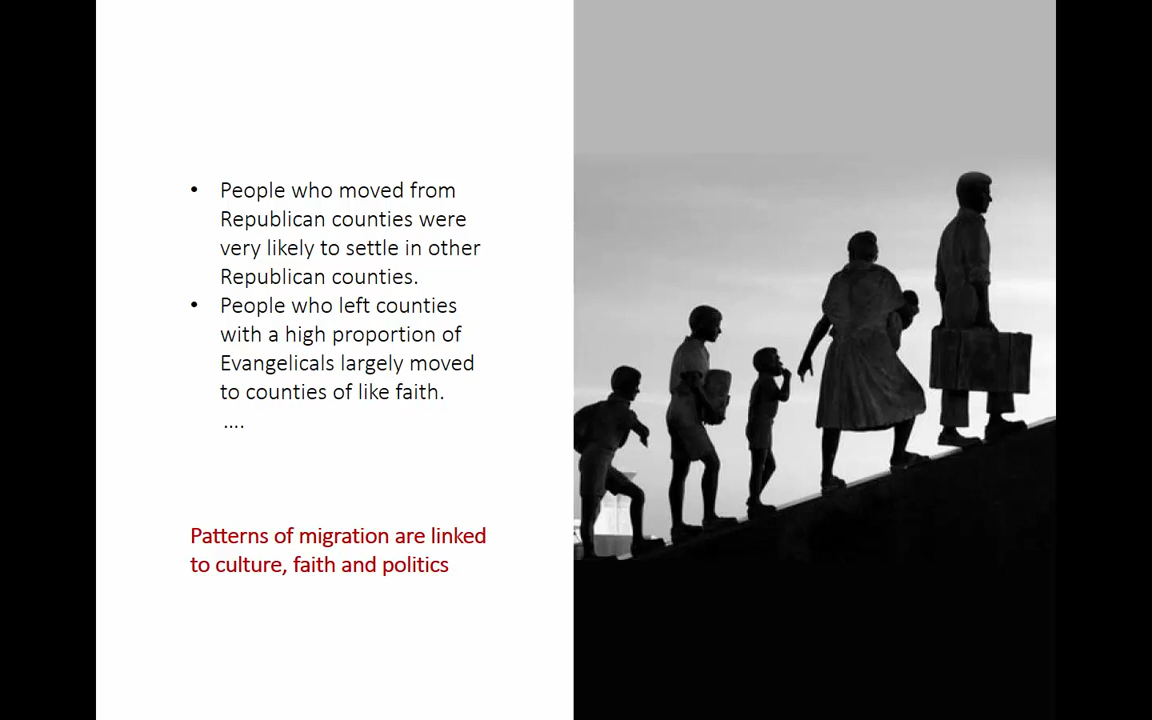 • People who moved from
Republican counties were
very likely to settle in other
Republican counties.
• People who left counties
with a high proportion of
Evangelicals largely moved
to counties of like faith.
....
Patterns of migration are linked
to culture, faith and politics